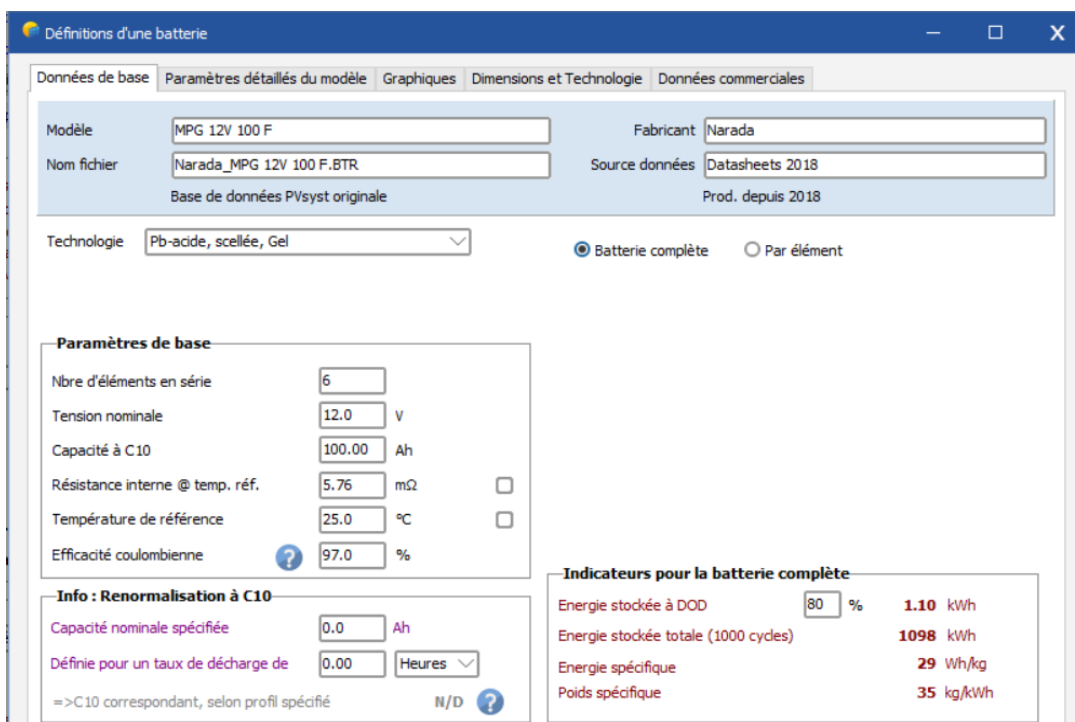 Définitions d'une batterie
Données de base Paramètres détaillés du modèle Graphiques Dimensions et Technologie Données commerciales
Modèle MPG 12V 100 F Fabricant Narada
Nom fichier Narada_MPG 12V 100 F.BTR Source données Datasheets 2018
Base de données PVsyst originale Prod. depuis 2018
Technologie Pb-acide, scellée, Gel Batterie complète Par élément
Paramètres de base
Nbre d'éléments en série 6
Tension nominale 12.0 V
Capacité à C10 100.00 Ah
Résistance interne @ temp. réf. 5.76 mΩ
Température de référence 25.0 °C
Efficacité coulombienne ? 97.0 %
Info : Renormalisation à C10
Capacité nominale spécifiée 0.0 Ah
Définie pour un taux de décharge de 0.00 Heures
=>C10 correspondant, selon profil spécifié N/D ?
Indicateurs pour la batterie complète
Energie stockée à DOD 80 % 1.10 kWh
Energie stockée totale (1000 cycles) 1098 kWh
Energie spécifique 29 Wh/kg
Poids spécifique 35 kg/kWh